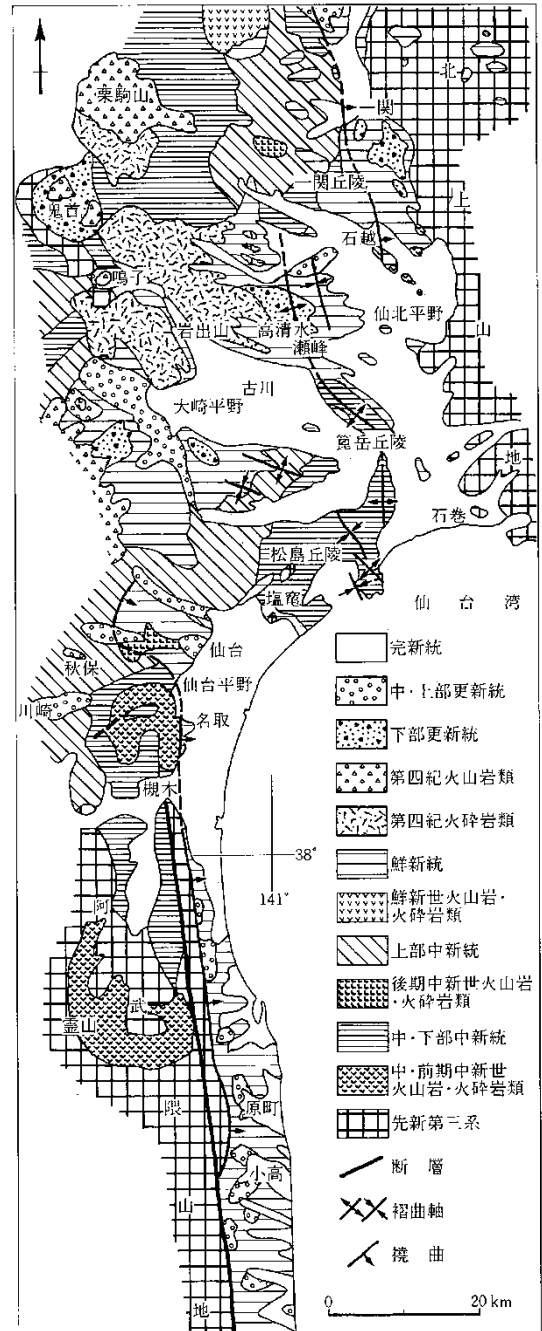 栗駒山
北
一関
一関丘陵
上
鬼首
石越
鳴子
仙北平野
山
岩出山
高清水
瀬峰
古川
大崎平野
箟岳丘陵
地
石巻
松島丘陵
塩竈
仙台湾
仙台
秋保
仙台平野
川崎
名取
槻木
38°
141°
阿
武
霊山
隈
原町
小高
山
地
完新統
中・上部更新統
下部更新統
第四紀火山岩類
第四紀火砕岩類
鮮新統
鮮新世火山岩・
火砕岩類
上部中新統
後期中新世火山岩
・火砕岩類
中・下部中新統
中・前期中新世
火山岩・火砕岩類
先新第三系
断層
褶曲軸
撓曲
0 20 km